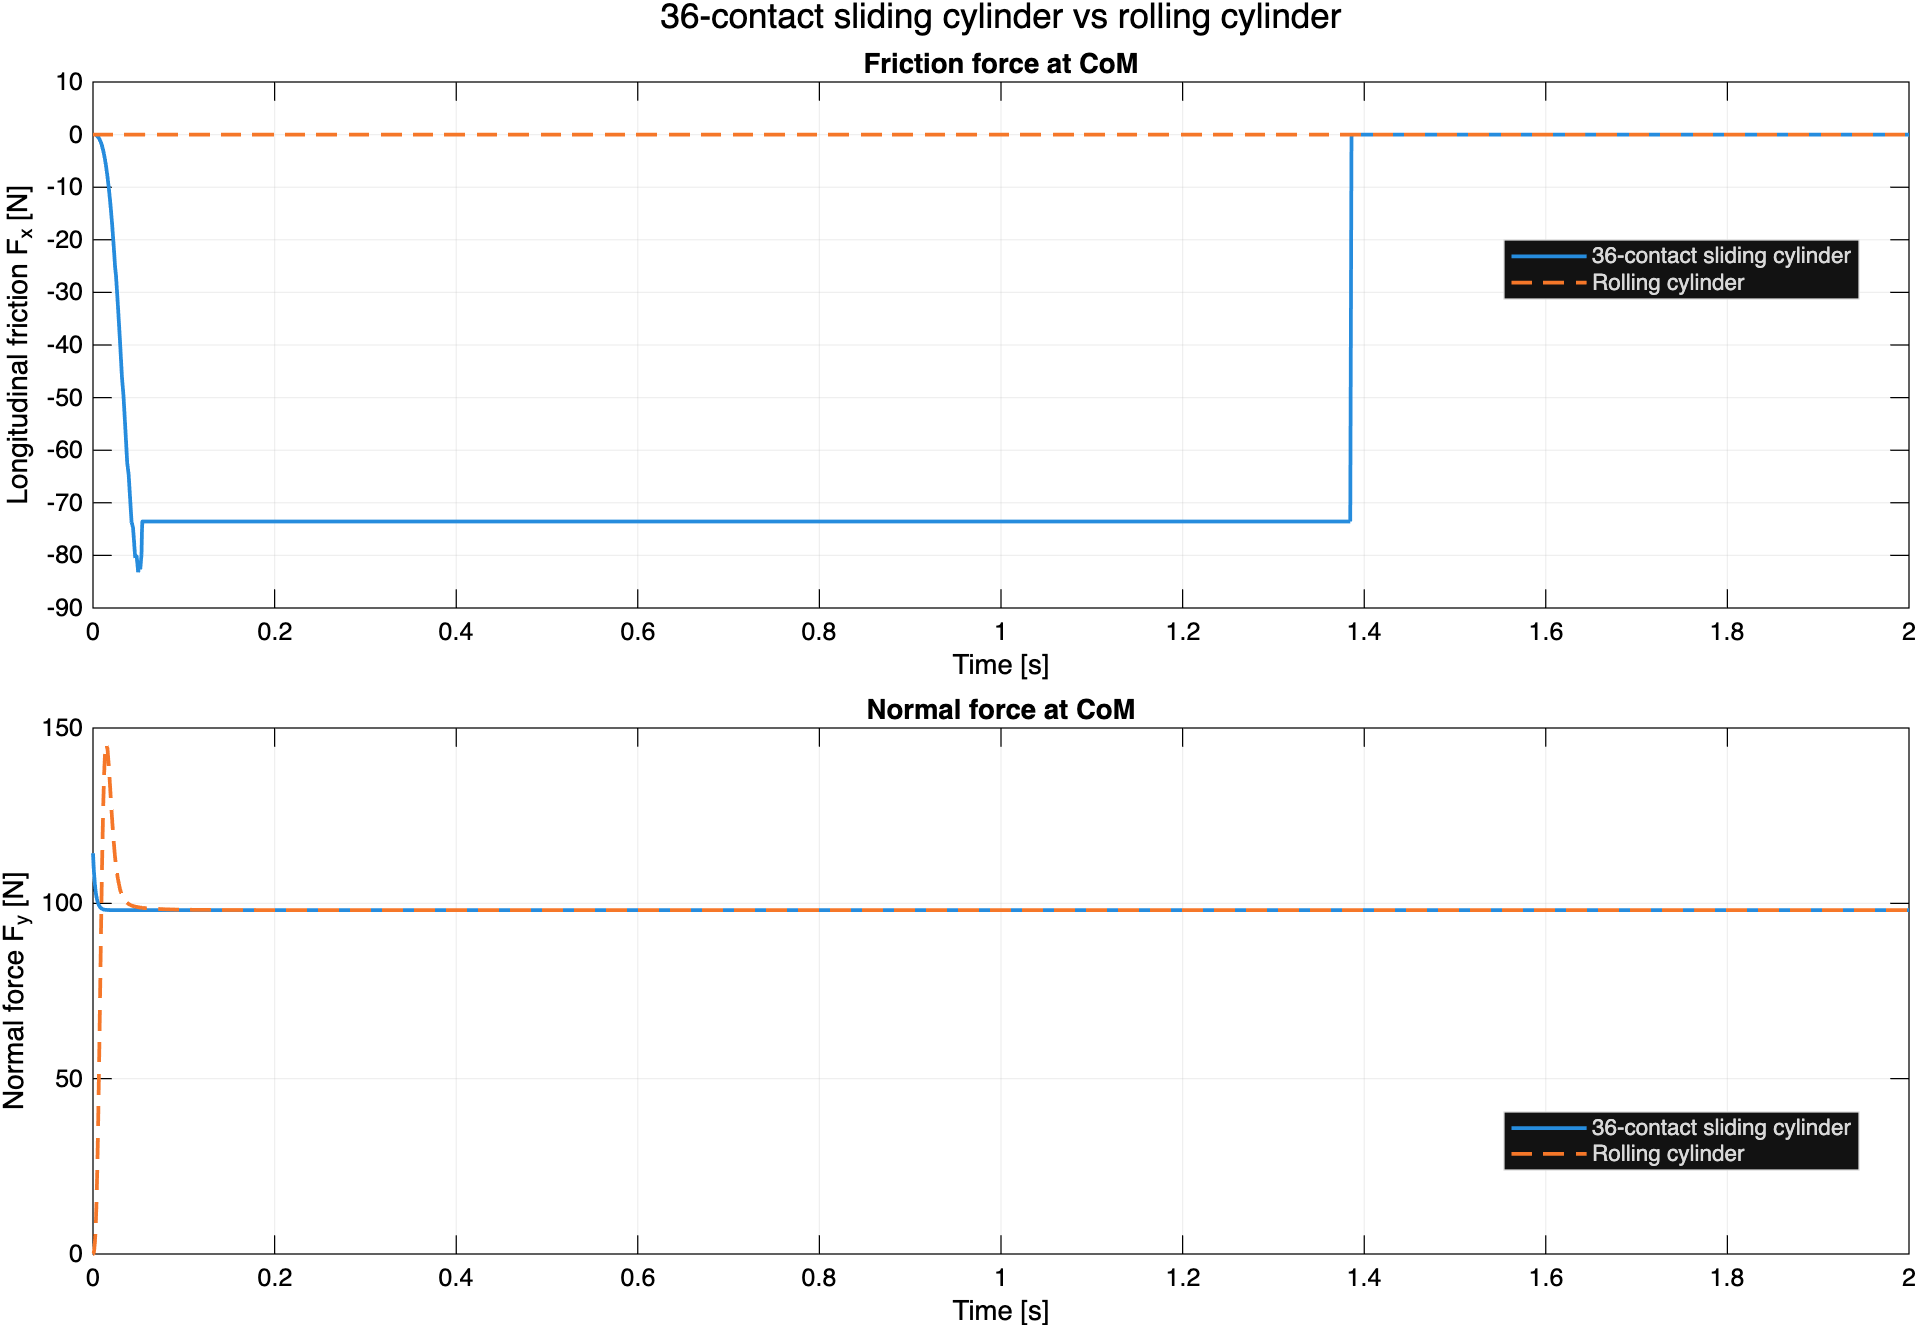 36-contact sliding cylinder vs rolling cylinder
Friction force at CoM
Longitudinal friction F_x [N]
10
0
-10
-20
-30
-40
-50
-60
-70
-80
-90
36-contact sliding cylinder
Rolling cylinder
0 0.2 0.4 0.6 0.8 1 1.2 1.4 1.6 1.8 2
Time [s]
Normal force at CoM
Normal force F_y [N]
150
100
50
0
36-contact sliding cylinder
Rolling cylinder
0 0.2 0.4 0.6 0.8 1 1.2 1.4 1.6 1.8 2
Time [s]